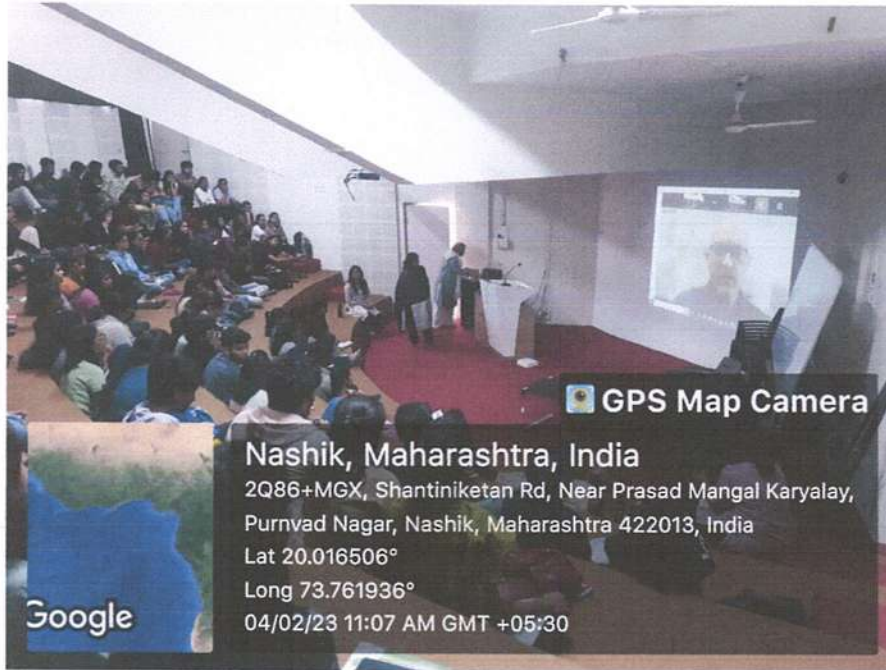 GPS Map Camera
Nashik, Maharashtra, India
2Q86+MGX, Shantiniketan Rd, Near Prasad Mangal Karyalay,
Purnvad Nagar, Nashik, Maharashtra 422013, India
Lat 20.016506°
Long 73.761936°
04/02/23 11:07 AM GMT +05:30
Google